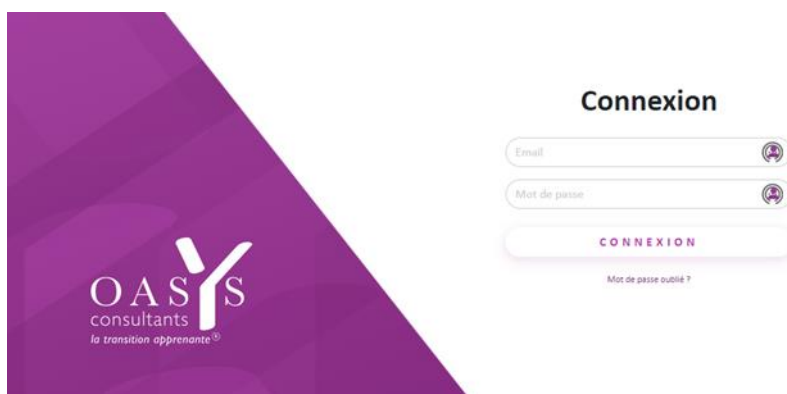 OASYS
consultants
la transition apprenante®
Connexion
Email
Mot de passe
CONNEXION
Mot de passe oublié ?